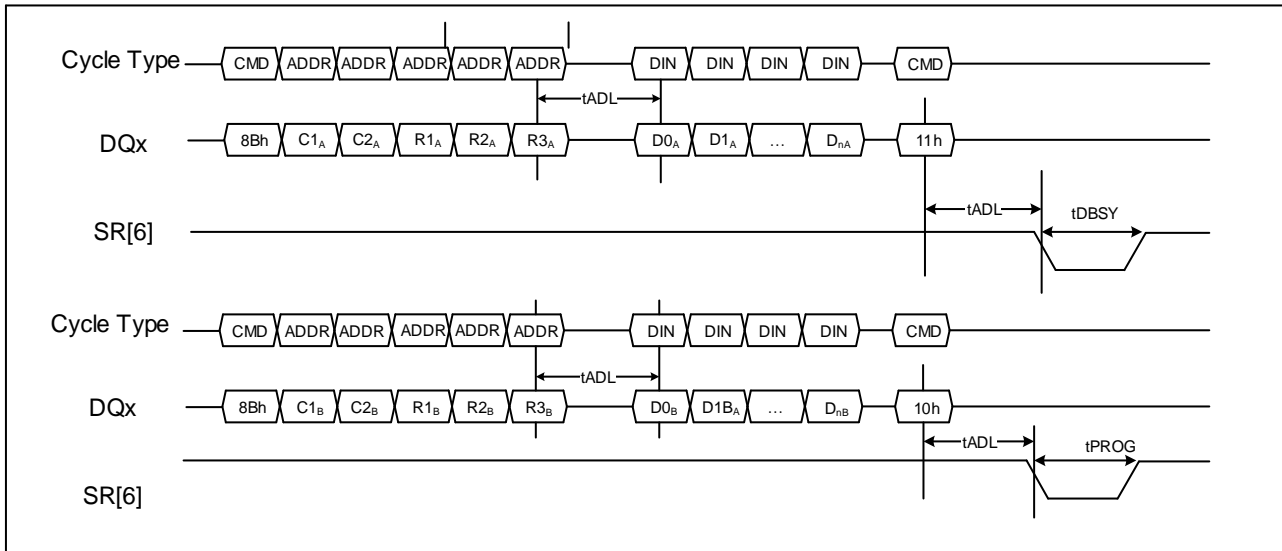 Cycle Type CMD ADDR ADDR ADDR ADDR ADDR DIN DIN DIN DIN CMD
tADL
DQx 8Bh C1A C2A R1A R2A R3A D0A D1A … DnA 11h
tADL tDBSY
SR[6]
Cycle Type CMD ADDR ADDR ADDR ADDR ADDR DIN DIN DIN DIN CMD
tADL
DQx 8Bh C1B C2B R1B R2B R3B D0B D1BA … DnB 10h
tADL tPROG
SR[6]